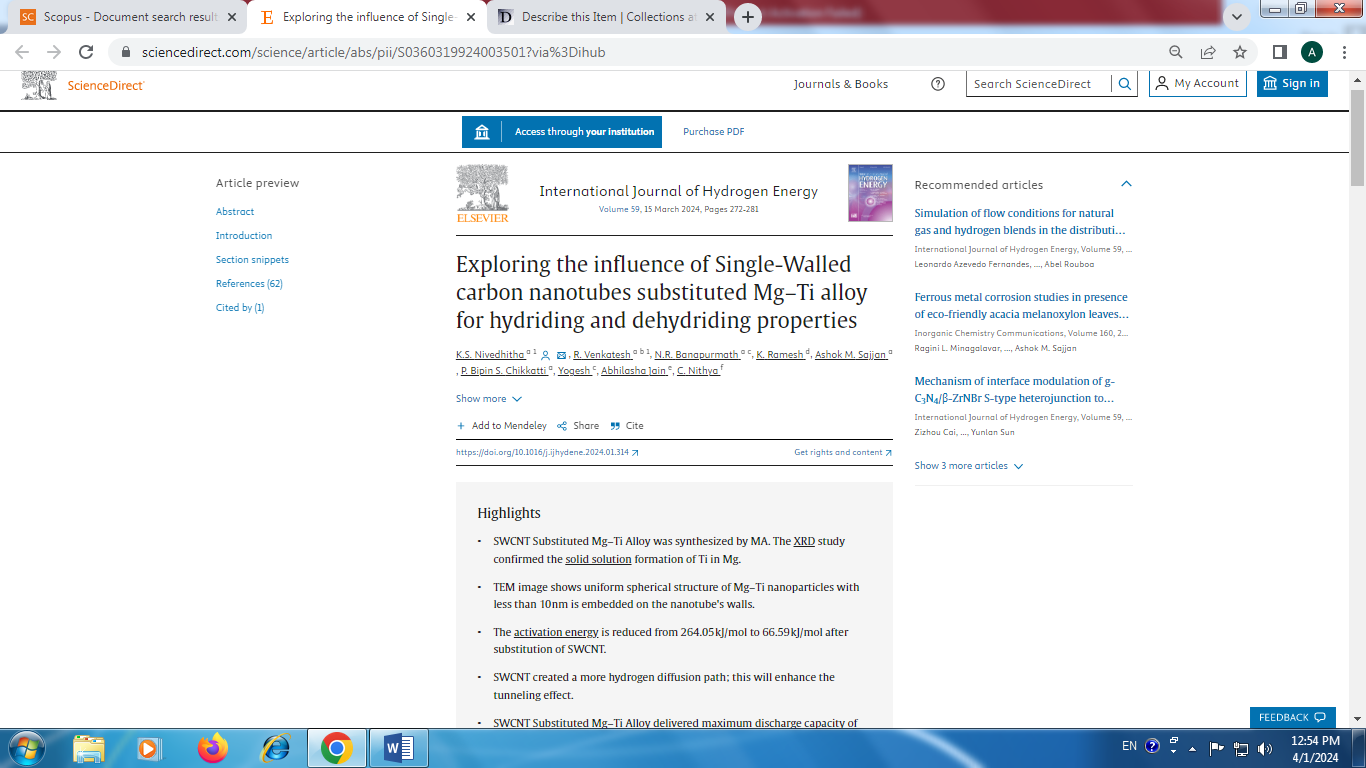 Scopus - Document search result
Exploring the influence of Single-
Describe this Item | Collections a
sciencedirect.com/science/article/abs/pii/S0360319924003501?via%3Dihub
A
ScienceDirect
Journals & Books
Search ScienceDirect
My Account
Sign in
Access through your institution
Purchase PDF
Article preview
Abstract
Introduction
Section snippets
References (62)
Cited by (1)
ELSEVIER
International Journal of Hydrogen Energy
Volume 59, 15 March 2024, Pages 272-281
HYDROGEN
ENERGY
Exploring the influence of Single-Walled
carbon nanotubes substituted Mg–Ti alloy
for hydriding and dehydriding properties
K.S. Nivedhitha a 1 , R. Venkatesh a b 1, N.R. Banapurmath a c, K. Ramesh d, Ashok M. Sajjan a
, P. Bipin S. Chikkatti a, Yogesh c, Abhilasha Jain e, C. Nithya f
Show more
Add to Mendeley Share Cite
https://doi.org/10.1016/j.ijhydene.2024.01.314
Get rights and content
Highlights
• SWCNT Substituted Mg–Ti Alloy was synthesized by MA. The XRD study
confirmed the solid solution formation of Ti in Mg.
• TEM image shows uniform spherical structure of Mg–Ti nanoparticles with
less than 10nm is embedded on the nanotube's walls.
• The activation energy is reduced from 264.05kJ/mol to 66.59kJ/mol after
substitution of SWCNT.
• SWCNT created a more hydrogen diffusion path; this will enhance the
tunneling effect.
• SWCNT Substituted Mg–Ti Alloy delivered maximum discharge capacity of
Recommended articles
Simulation of flow conditions for natural
gas and hydrogen blends in the distributi…
International Journal of Hydrogen Energy, Volume 59, …
Leonardo Azevedo Fernandes, …, Abel Rouboa
Ferrous metal corrosion studies in presence
of eco-friendly acacia melanoxylon leaves…
Inorganic Chemistry Communications, Volume 160, 2…
Ragini L. Minagalavar, …, Ashok M. Sajjan
Mechanism of interface modulation of g-
C3N4/β-ZrNBr S-type heterojunction to…
International Journal of Hydrogen Energy, Volume 59, …
Zizhou Cai, …, Yunlan Sun
Show 3 more articles
FEEDBACK
EN
12:54 PM
4/1/2024